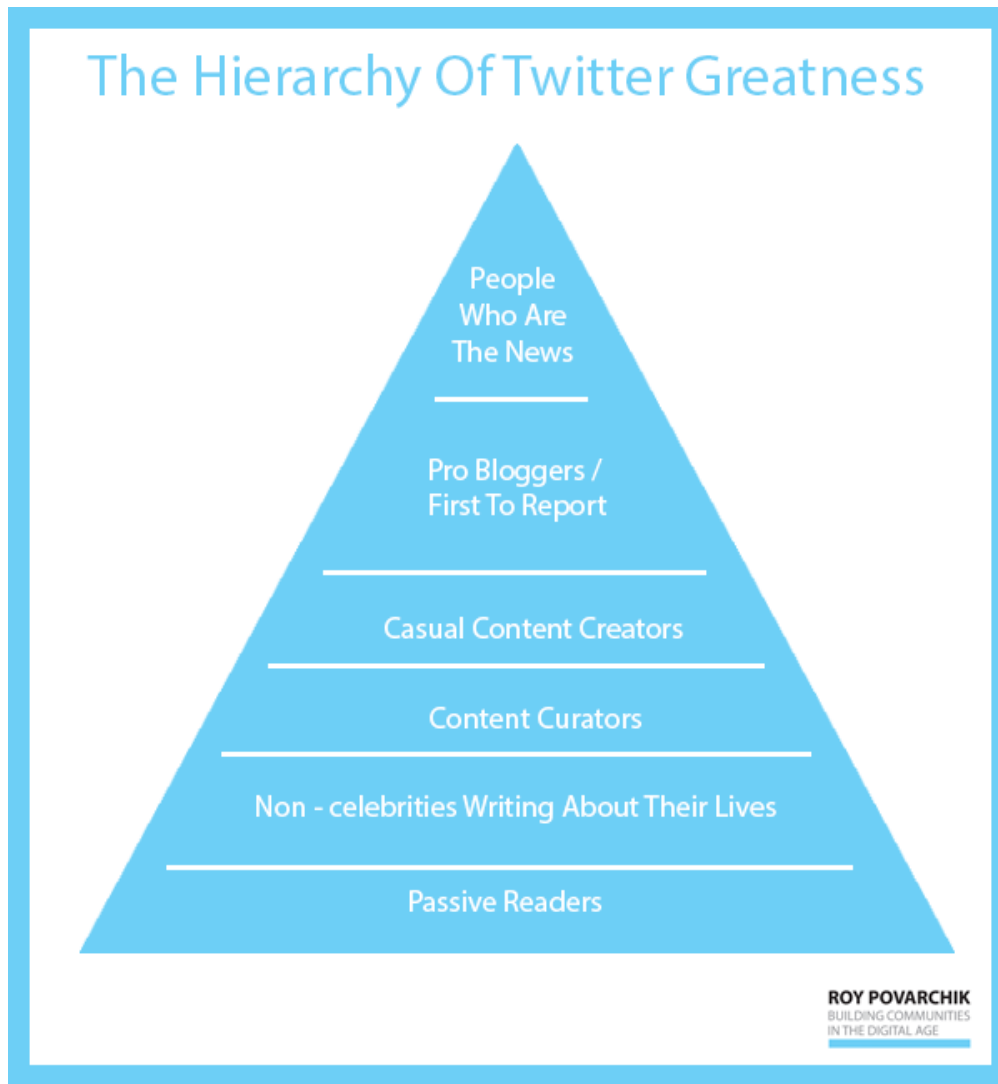 The Hierarchy Of Twitter Greatness
People
Who Are
The News
Pro Bloggers /
First To Report
Casual Content Creators
Content Curators
Non - celebrities Writing About Their Lives
Passive Readers
ROY POVARCHIK
BUILDING COMMUNITIES
IN THE DIGITAL AGE